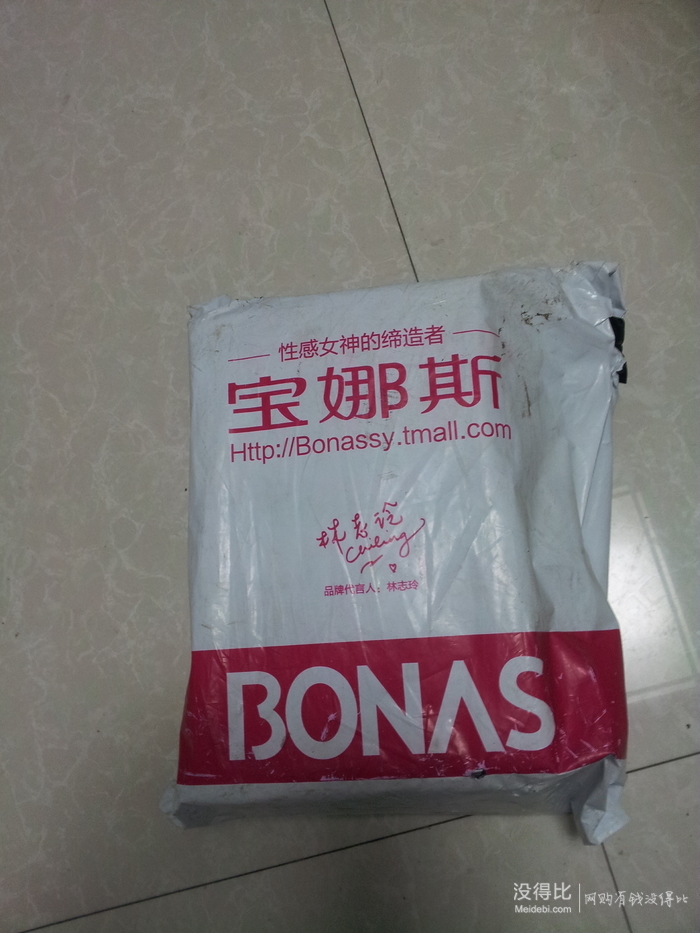 性感女神的缔造者
宝娜斯
Http://Bonassy.tmall.com
林志玲
Chiling
品牌代言人：林志玲
BONAS
没得比
Meidebi.com
网购有钱没得比